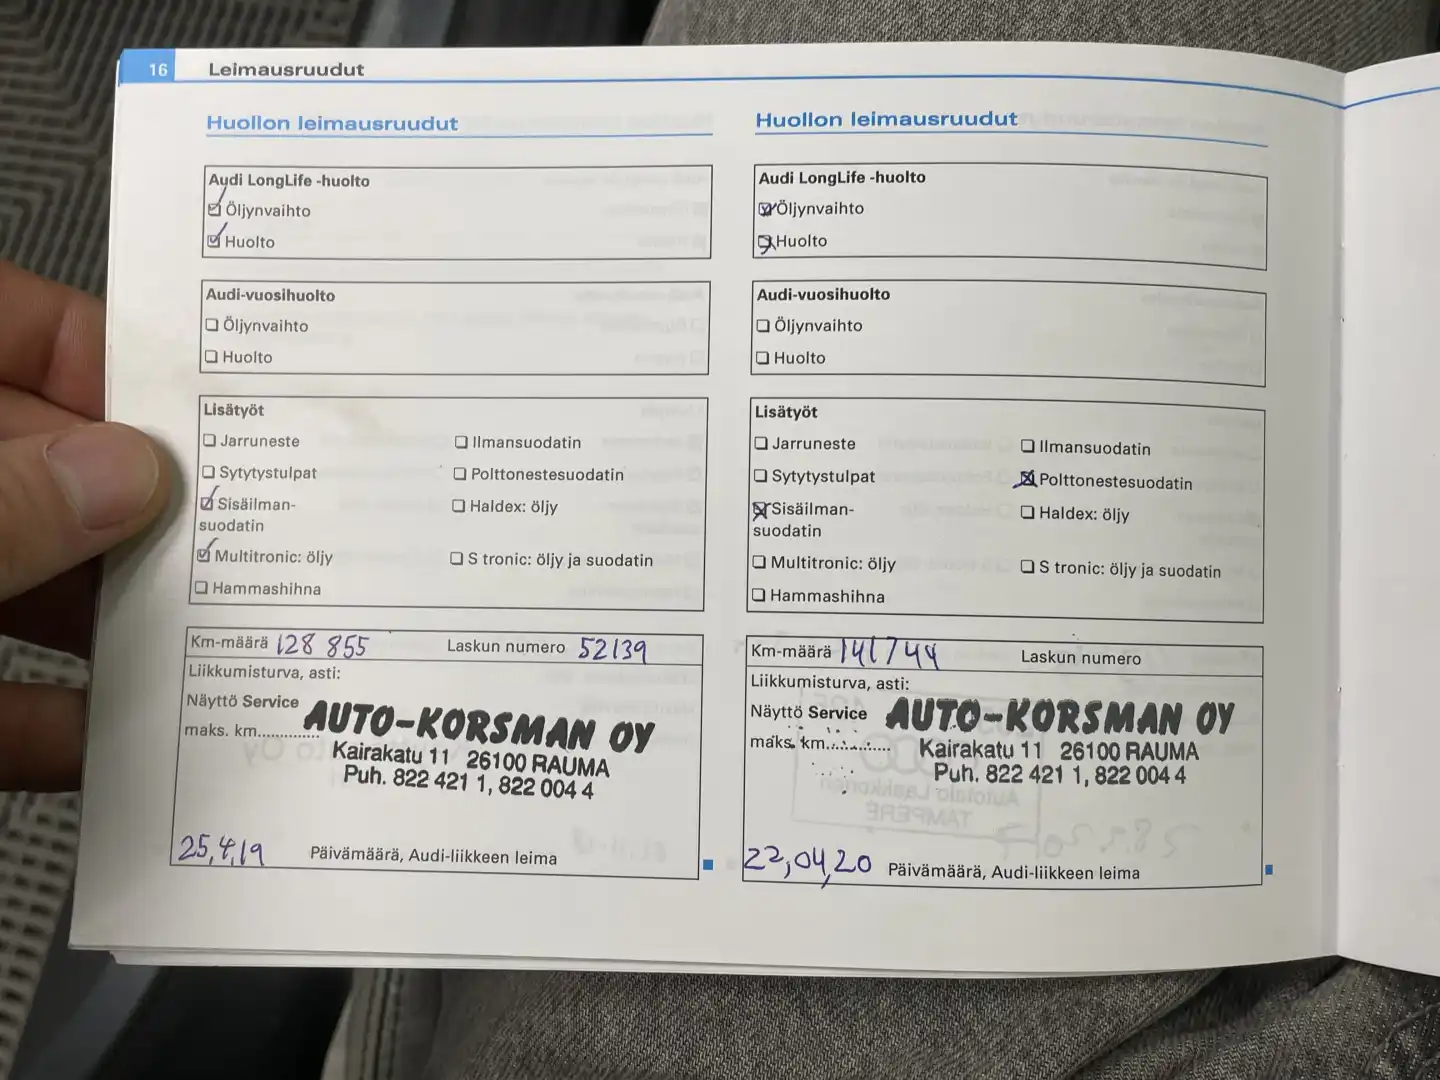 16 Leimausruudut
Huollon leimausruudut
Audi LongLife -huolto
Öljynvaihto
Huolto
Audi-vuosihuolto
Öljynvaihto
Huolto
Lisätyöt
Jarruneste
Ilmansuodatin
Sytytystulpat
Polttonestesuodatin
Sisäilman-
suodatin
Haldex: öljy
Multitronic: öljy
S tronic: öljy ja suodatin
Hammashihna
Km-määrä 128 855 Laskun numero 52139
Liikkumisturva, asti:
Näyttö Service
maks. km.............
AUTO-KORSMAN OY
Kairakatu 11 26100 RAUMA
Puh. 822 421 1, 822 004 4
25,4,19 Päivämäärä, Audi-liikkeen leima
Huollon leimausruudut
Audi LongLife -huolto
Öljynvaihto
Huolto
Audi-vuosihuolto
Öljynvaihto
Huolto
Lisätyöt
Jarruneste
Ilmansuodatin
Sytytystulpat
Polttonestesuodatin
Sisäilman-
suodatin
Haldex: öljy
Multitronic: öljy
S tronic: öljy ja suodatin
Hammashihna
Km-määrä 141744 Laskun numero
Liikkumisturva, asti:
Näyttö Service
maks. km.............
AUTO-KORSMAN OY
Kairakatu 11 26100 RAUMA
Puh. 822 421 1, 822 004 4
22,04,20 Päivämäärä, Audi-liikkeen leima